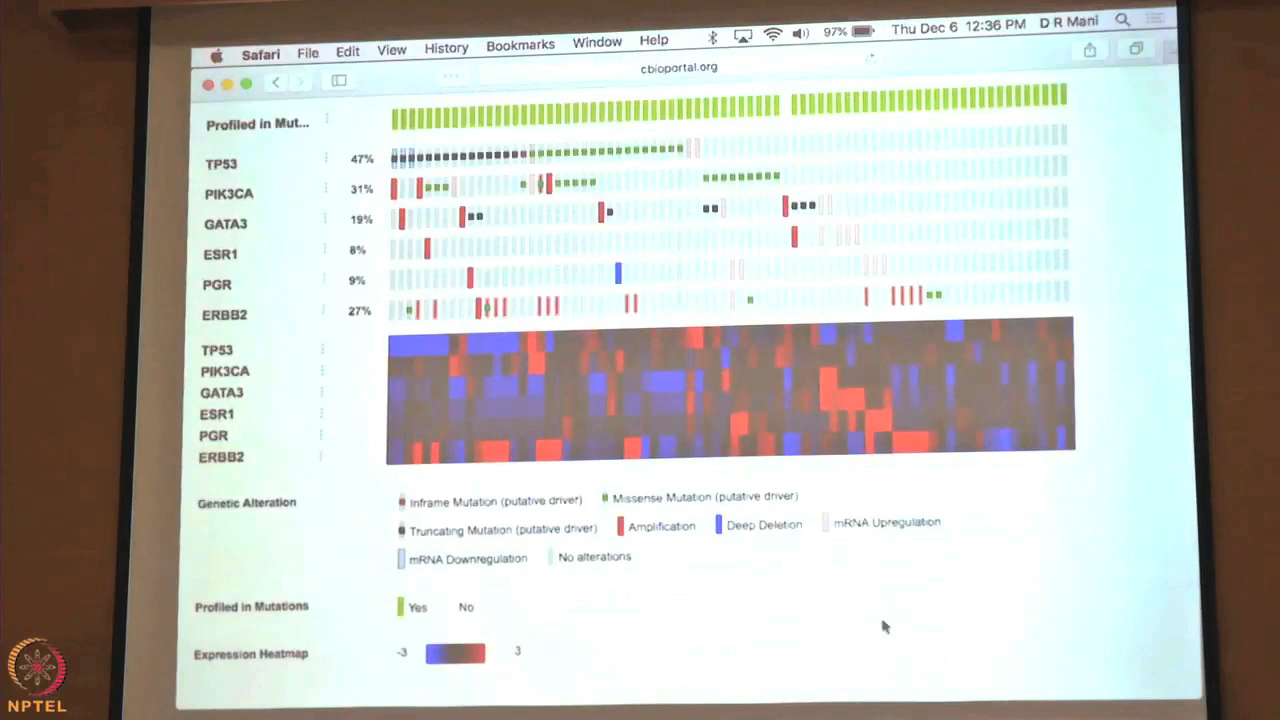 Safari File Edit View History Bookmarks Window Help 97% Thu Dec 6 12:36 PM D R Mani
cbioportal.org
Profiled in Mut...
TP53 47%
PIK3CA 31%
GATA3 19%
ESR1 8%
PGR 9%
ERBB2 27%
TP53
PIK3CA
GATA3
ESR1
PGR
ERBB2
Genetic Alteration Inframe Mutation (putative driver) Missense Mutation (putative driver)
Truncating Mutation (putative driver) Amplification Deep Deletion mRNA Upregulation
mRNA Downregulation No alterations
Profiled in Mutations Yes No
Expression Heatmap -3 3
NPTEL